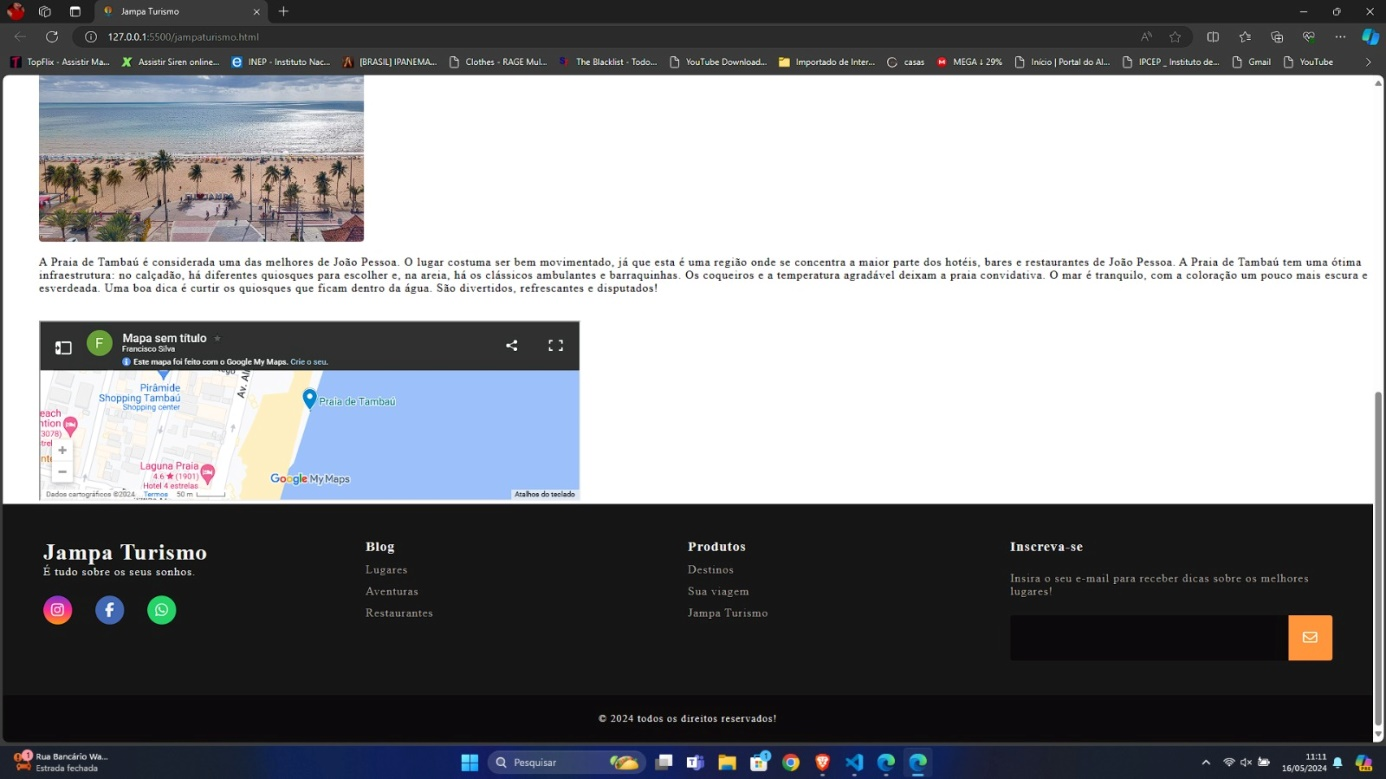 Jampa Turismo
127.0.0.1:5500/jampaturismo.html
TopFlix - Assistir Ma...
Assistir Siren online...
INEP - Instituto Nac...
[BRASIL] IPANEMA...
Clothes - RAGE Mul...
The Blacklist - Todo...
YouTube Download...
Importado de Inter...
casas
MEGA ↓ 29%
Início | Portal do Al...
IPCEP _ Instituto de...
Gmail
YouTube
A Praia de Tambaú é considerada uma das melhores de João Pessoa. O lugar costuma ser bem movimentado, já que esta é uma região onde se concentra a maior parte dos hotéis, bares e restaurantes de João Pessoa. A Praia de Tambaú tem uma ótima
infraestrutura: no calçadão, há diferentes quiosques para escolher e, na areia, há os clássicos ambulantes e barraquinhas. Os coqueiros e a temperatura agradável deixam a praia convidativa. O mar é tranquilo, com a coloração um pouco mais escura e
esverdeada. Uma boa dica é curtir os quiosques que ficam dentro da água. São divertidos, refrescantes e disputados!
F
Mapa sem título
Francisco Silva
Este mapa foi feito com o Google My Maps. Crie o seu.
Av. Al
Pirâmide
Shopping Tambaú
Shopping center
Praia de Tambaú
each
ntion
3078)
Laguna Praia
4.6 ★ (1901)
Hotel 4 estrelas
Google My Maps
Dados cartográficos ©2024
Termos
50 m
Atalhos do teclado
Jampa Turismo
É tudo sobre os seus sonhos.
Blog
Lugares
Aventuras
Restaurantes
Produtos
Destinos
Sua viagem
Jampa Turismo
Inscreva-se
Insira o seu e-mail para receber dicas sobre os melhores
lugares!
© 2024 todos os direitos reservados!
1
Rua Bancário Wa...
Estrada fechada
Pesquisar
11:11
16/05/2024